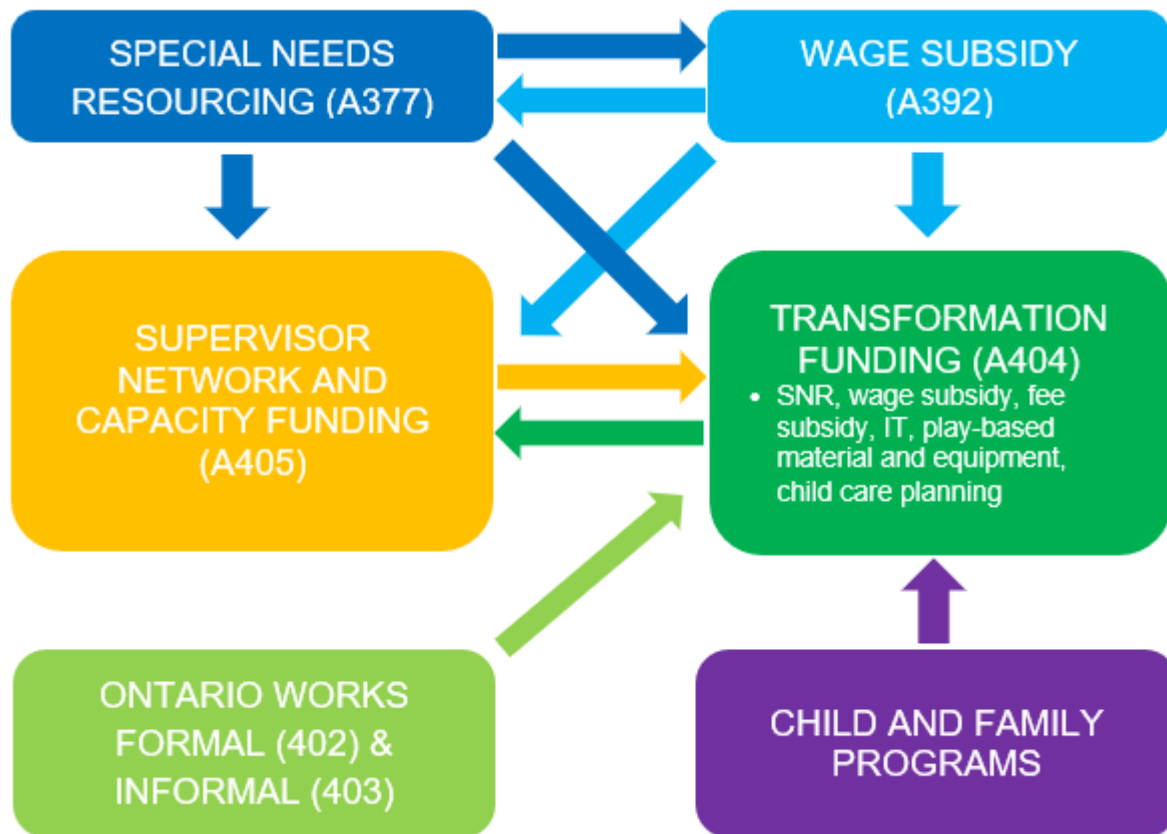 SPECIAL NEEDS
RESOURCING (A377)
WAGE SUBSIDY
(A392)
SUPERVISOR
NETWORK AND
CAPACITY FUNDING
(A405)
TRANSFORMATION
FUNDING (A404)
• SNR, wage subsidy, fee
subsidy, IT, play-based
material and equipment,
child care planning
ONTARIO WORKS
FORMAL (402) &
INFORMAL (403)
CHILD AND FAMILY
PROGRAMS